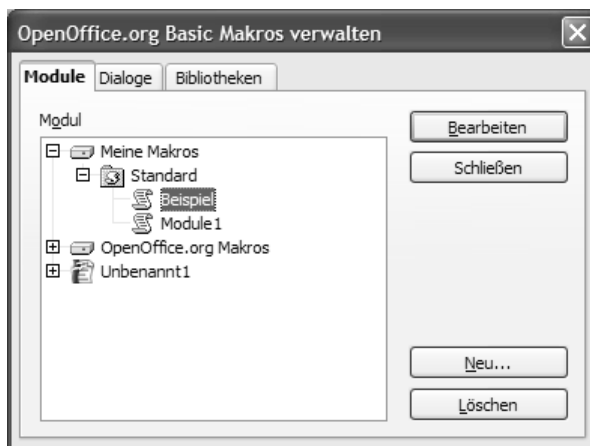 OpenOffice.org Basic Makros verwalten
Module Dialoge Bibliotheken
Modul
Meine Makros
Standard
Beispiel
Module1
OpenOffice.org Makros
Unbenannt1
Bearbeiten
Schließen
Neu...
Löschen